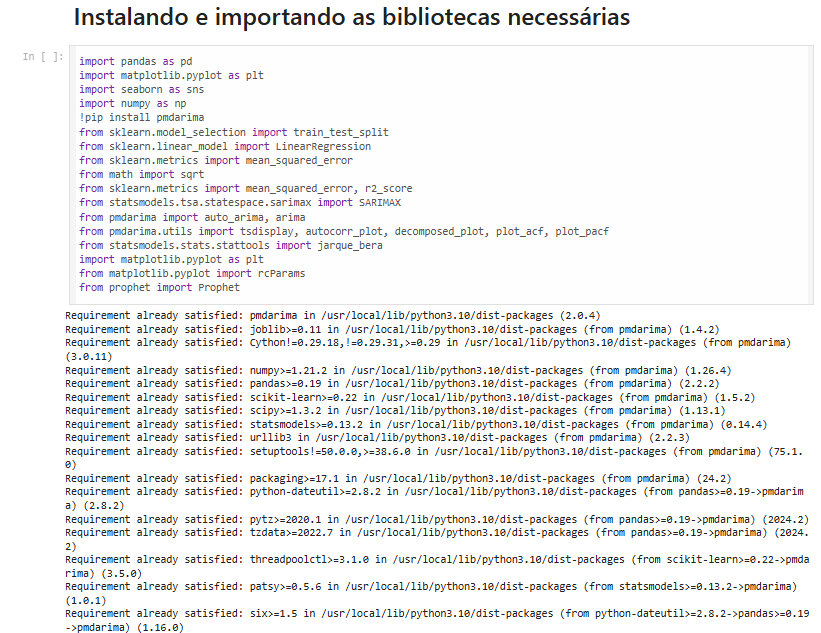 Instalando e importando as bibliotecas necessárias
In [ ]:
import pandas as pd
import matplotlib.pyplot as plt
import seaborn as sns
import numpy as np
!pip install pmdarima
from sklearn.model_selection import train_test_split
from sklearn.linear_model import LinearRegression
from sklearn.metrics import mean_squared_error
from math import sqrt
from sklearn.metrics import mean_squared_error, r2_score
from statsmodels.tsa.statespace.sarimax import SARIMAX
from pmdarima import auto_arima, arima
from pmdarima.utils import tsdisplay, autocorr_plot, decomposed_plot, plot_acf, plot_pacf
from statsmodels.stats.stattools import jarque_bera
import matplotlib.pyplot as plt
from matplotlib.pyplot import rcParams
from prophet import Prophet
Requirement already satisfied: pmdarima in /usr/local/lib/python3.10/dist-packages (2.0.4)
Requirement already satisfied: joblib>=0.11 in /usr/local/lib/python3.10/dist-packages (from pmdarima) (1.4.2)
Requirement already satisfied: Cython!=0.29.18,!=0.29.31,>=0.29 in /usr/local/lib/python3.10/dist-packages (from pmdarima)
(3.0.11)
Requirement already satisfied: numpy>=1.21.2 in /usr/local/lib/python3.10/dist-packages (from pmdarima) (1.26.4)
Requirement already satisfied: pandas>=0.19 in /usr/local/lib/python3.10/dist-packages (from pmdarima) (2.2.2)
Requirement already satisfied: scikit-learn>=0.22 in /usr/local/lib/python3.10/dist-packages (from pmdarima) (1.5.2)
Requirement already satisfied: scipy>=1.3.2 in /usr/local/lib/python3.10/dist-packages (from pmdarima) (1.13.1)
Requirement already satisfied: statsmodels>=0.13.2 in /usr/local/lib/python3.10/dist-packages (from pmdarima) (0.14.4)
Requirement already satisfied: urllib3 in /usr/local/lib/python3.10/dist-packages (from pmdarima) (2.2.3)
Requirement already satisfied: setuptools!=50.0.0,>=38.6.0 in /usr/local/lib/python3.10/dist-packages (from pmdarima) (75.1.
0)
Requirement already satisfied: packaging>=17.1 in /usr/local/lib/python3.10/dist-packages (from pmdarima) (24.2)
Requirement already satisfied: python-dateutil>=2.8.2 in /usr/local/lib/python3.10/dist-packages (from pandas>=0.19->pmdarim
a) (2.8.2)
Requirement already satisfied: pytz>=2020.1 in /usr/local/lib/python3.10/dist-packages (from pandas>=0.19->pmdarima) (2024.2)
Requirement already satisfied: tzdata>=2022.7 in /usr/local/lib/python3.10/dist-packages (from pandas>=0.19->pmdarima) (2024.
2)
Requirement already satisfied: threadpoolctl>=3.1.0 in /usr/local/lib/python3.10/dist-packages (from scikit-learn>=0.22->pmda
rima) (3.5.0)
Requirement already satisfied: patsy>=0.5.6 in /usr/local/lib/python3.10/dist-packages (from statsmodels>=0.13.2->pmdarima)
(1.0.1)
Requirement already satisfied: six>=1.5 in /usr/local/lib/python3.10/dist-packages (from python-dateutil>=2.8.2->pandas>=0.19
->pmdarima) (1.16.0)